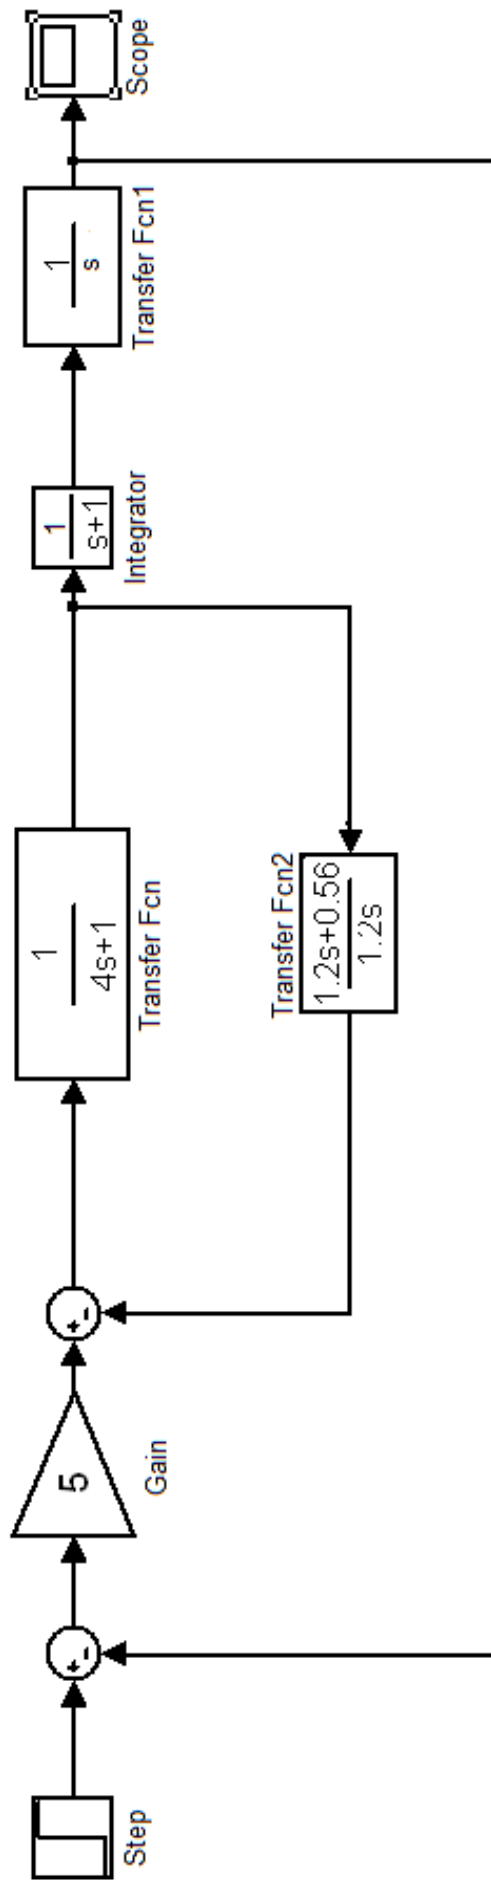 Step
+
-
5
Gain
+
-
1
4s+1
Transfer Fcn
1
s+1
Integrator
1
s
Transfer Fcn1
Scope
Transfer Fcn2
1.2s+0.56
1.2s